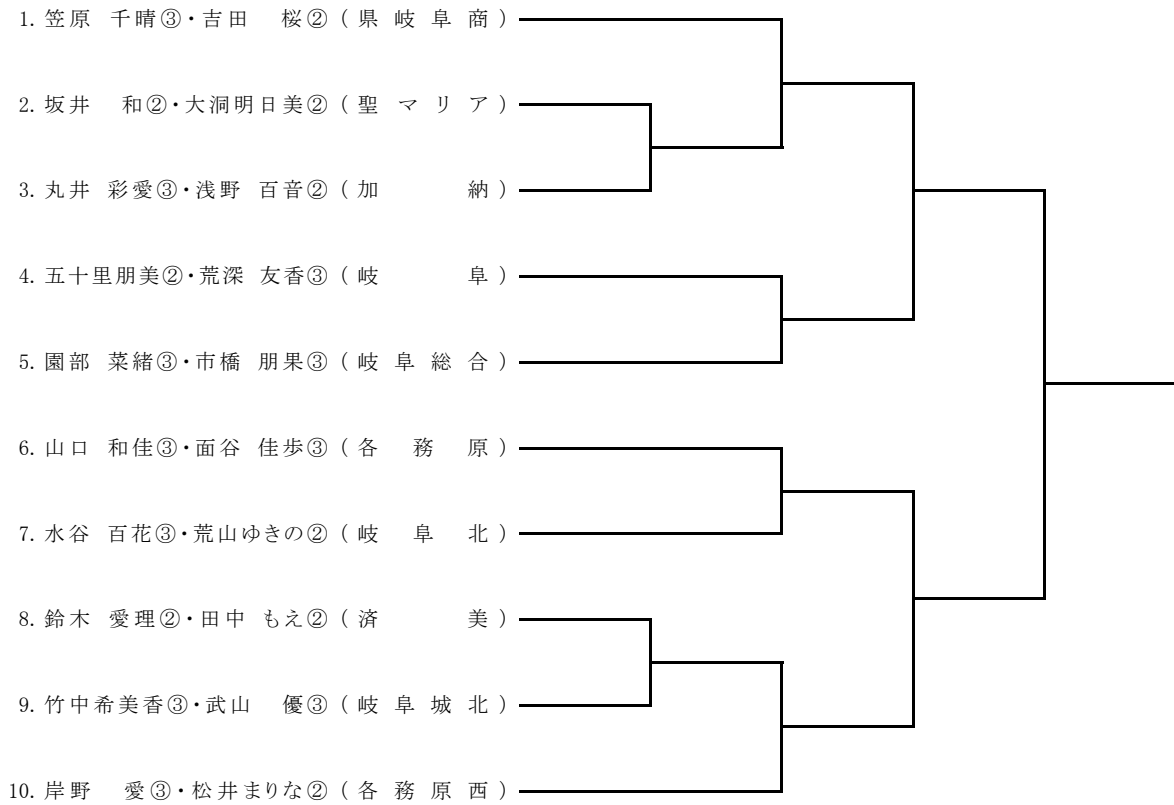 1. 笠原 千晴③・吉田 桜②(県岐阜商)
2. 坂井 和②・大洞明日美②(聖マリア)
3. 丸井 彩愛③・浅野 百音②(加納)
4. 五十里朋美②・荒深 友香③(岐阜)
5. 園部 菜緒③・市橋 朋果③(岐阜総合)
6. 山口 和佳③・面谷 佳歩③(各務原)
7. 水谷 百花③・荒山ゆきの②(岐阜北)
8. 鈴木 愛理②・田中 もえ②(済美)
9. 竹中希美香③・武山 優③(岐阜城北)
10. 岸野 愛③・松井まりな②(各務原西)